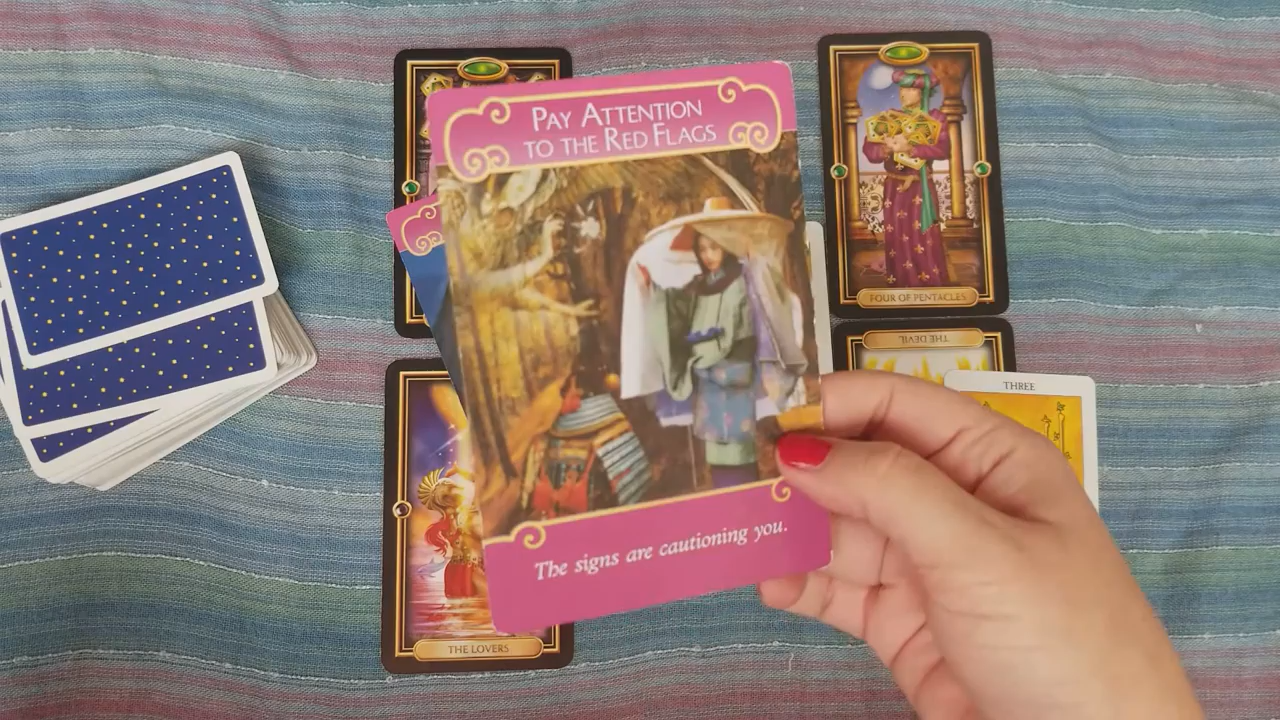 PAY ATTENTION
TO THE RED FLAGS
The signs are cautioning you.
FOUR OF PENTACLES
THE DEVIL
THREE
THE LOVERS